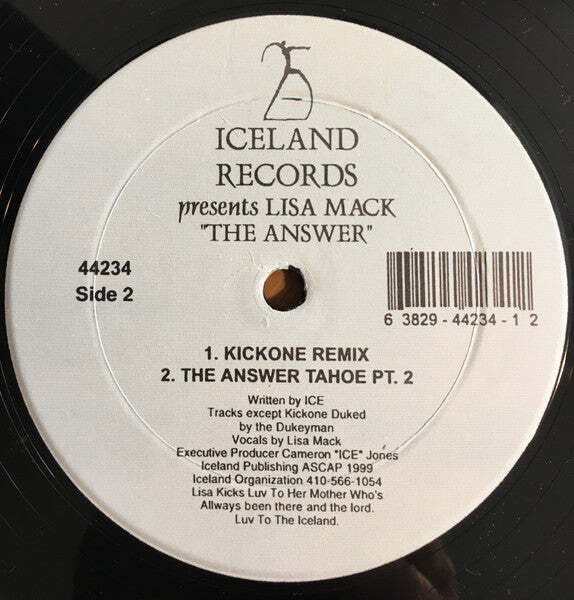 ICELAND
RECORDS
presents LISA MACK
"THE ANSWER"
44234
Side 2
6 3829 - 44234 - 1 2
1. KICKONE REMIX
2. THE ANSWER TAHOE PT. 2
Written by ICE
Tracks except Kickone Duked
by the Dukeyman
Vocals by Lisa Mack
Executive Producer Cameron "ICE" Jones
Iceland Publishing ASCAP 1999
Iceland Organization 410-566-1054
Lisa Kicks Luv To Her Mother Who's
Allways been there and the lord.
Luv To The Iceland.